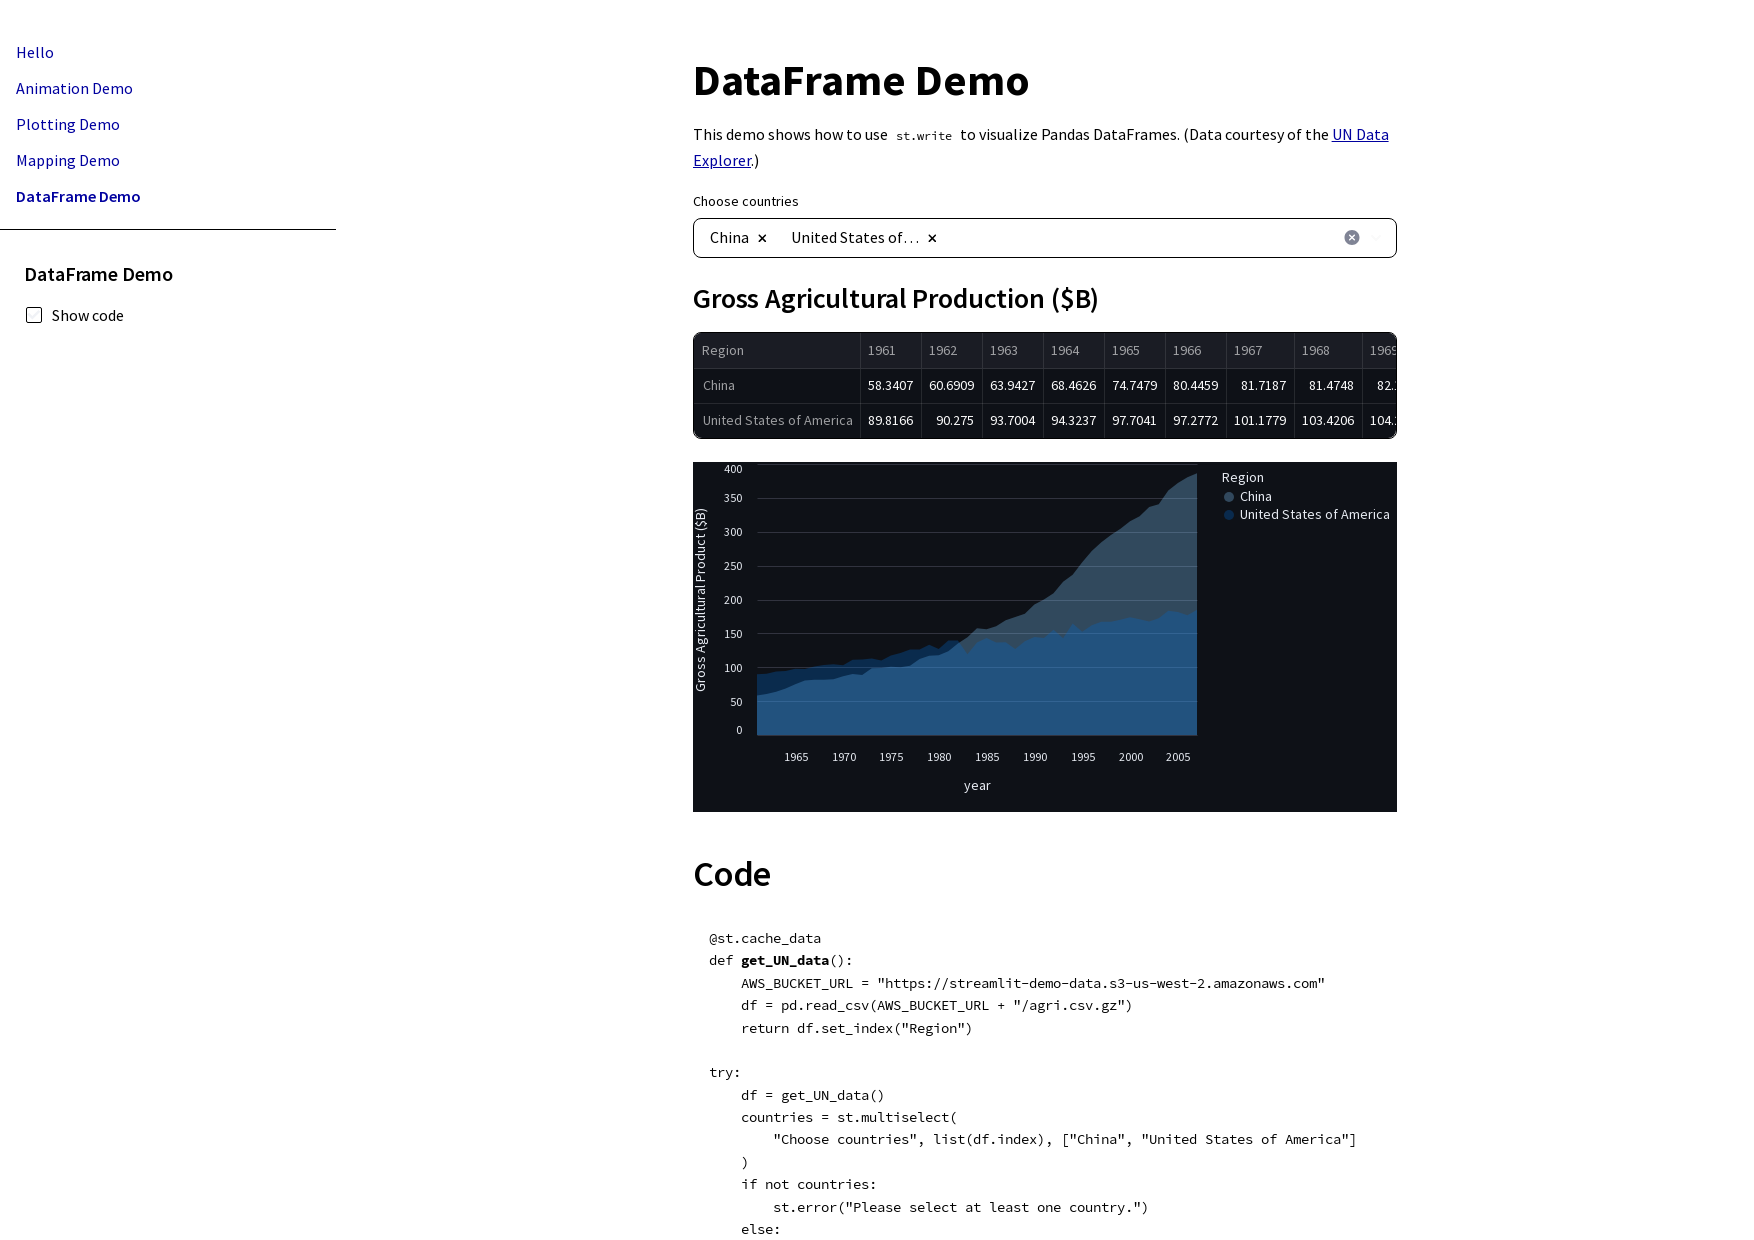 Hello
Animation Demo
Plotting Demo
Mapping Demo
DataFrame Demo
DataFrame Demo
Show code
DataFrame Demo
This demo shows how to use st.write to visualize Pandas DataFrames. (Data courtesy of the UN Data
Explorer.)
Choose countries
China × United States of… ×
Gross Agricultural Production ($B)
Region 1961 1962 1963 1964 1965 1966 1967 1968 1969
China 58.3407 60.6909 63.9427 68.4626 74.7479 80.4459 81.7187 81.4748 82.
United States of America 89.8166 90.275 93.7004 94.3237 97.7041 97.2772 101.1779 103.4206 104.
Gross Agricultural Product ($B)
400
350
300
250
200
150
100
50
0
1965 1970 1975 1980 1985 1990 1995 2000 2005
year
Region
China
United States of America
Code
@st.cache_data
def get_UN_data():
    AWS_BUCKET_URL = "https://streamlit-demo-data.s3-us-west-2.amazonaws.com"
    df = pd.read_csv(AWS_BUCKET_URL + "/agri.csv.gz")
    return df.set_index("Region")
try:
    df = get_UN_data()
    countries = st.multiselect(
        "Choose countries", list(df.index), ["China", "United States of America"]
    )
    if not countries:
        st.error("Please select at least one country.")
    else: